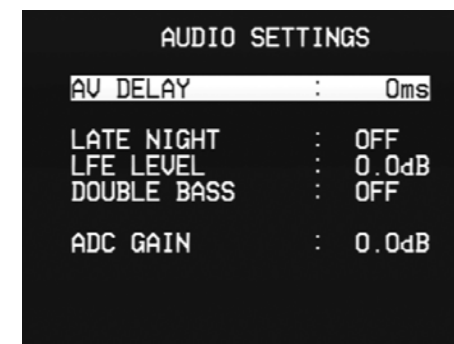 AUDIO SETTINGS
AV DELAY : 0ms
LATE NIGHT : OFF
LFE LEVEL : 0.0dB
DOUBLE BASS : OFF
ADC GAIN : 0.0dB